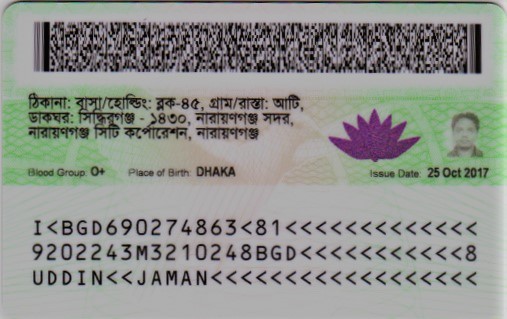 ঠিকানা: বাসা/হোল্ডিং: ব্লক-৪৫, গ্রাম/রাস্তা: আটি,
ডাকঘর: সিদ্ধিরগঞ্জ - ১৪৩০, নারায়ণগঞ্জ সদর,
নারায়ণগঞ্জ সিটি কর্পোরেশন, নারায়ণগঞ্জ
Blood Group: O+ Place of Birth: DHAKA Issue Date: 25 Oct 2017
I<BGD690274863<81<<<<<<<<<<<<<
9202243M3210248BGD<<<<<<<<<<<8
UDDIN<<JAMAN<<<<<<<<<<<<<<<<<<